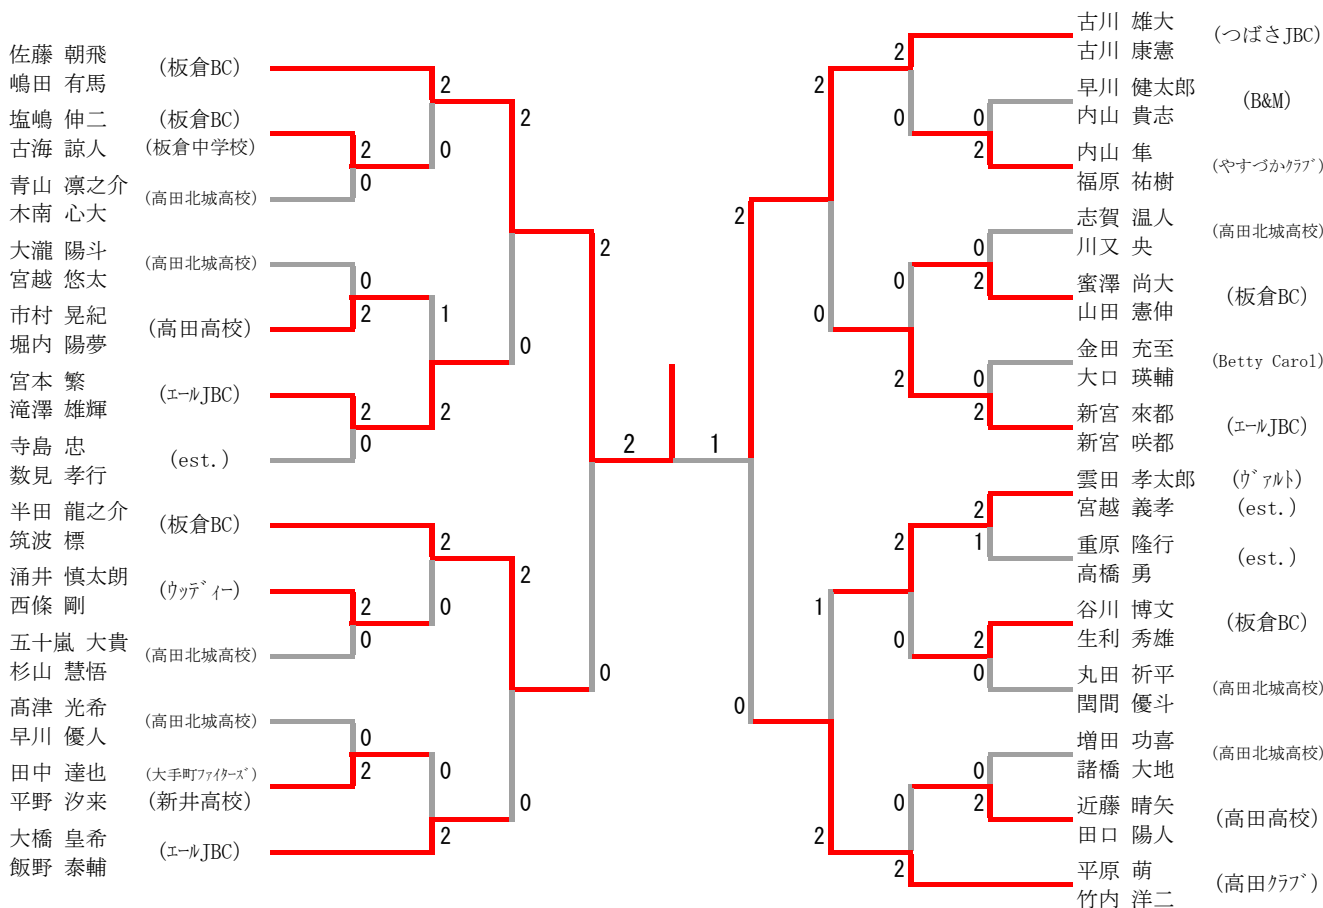 佐藤 朝飛
嶋田 有馬
(板倉BC)
塩嶋 伸二
古海 諒人
(板倉BC)
(板倉中学校)
青山 凛之介
木南 心大
(高田北城高校)
大瀧 陽斗
宮越 悠太
(高田北城高校)
市村 晃紀
堀内 陽夢
(高田高校)
宮本 繁
滝澤 雄輝
(ｴｰﾙJBC)
寺島 忠
数見 孝行
(est.)
半田 龍之介
筑波 標
(板倉BC)
涌井 慎太朗
西條 剛
(ｳｯﾃﾞｨｰ)
五十嵐 大貴
杉山 慧悟
(高田北城高校)
髙津 光希
早川 優人
(高田北城高校)
田中 達也
平野 汐来
(大手町ﾌｧｲﾀｰｽﾞ)
(新井高校)
大橋 皇希
飯野 泰輔
(ｴｰﾙJBC)
2
0
0
2
2
0
2
0
0
2
2
0
1
2
2
0
0
2
2
0
2
0
2
0
2
1
2
0
2
0
0
1
2
2
0
0
2
2
0
0
2
0
2
0
2
0
2
2
1
2
0
0
2
古川 雄大
古川 康憲
(つばさJBC)
早川 健太郎
内山 貴志
(B&M)
内山 隼
福原 祐樹
(やすづかｸﾗﾌﾞ)
志賀 温人
川又 央
(高田北城高校)
蜜澤 尚大
山田 憲伸
(板倉BC)
金田 充至
大口 瑛輔
(Betty Carol)
新宮 來都
新宮 咲都
(ｴｰﾙJBC)
雲田 孝太郎
宮越 義孝
(ヴァルト)
(est.)
重原 隆行
高橋 勇
(est.)
谷川 博文
生利 秀雄
(板倉BC)
丸田 祈平
閏間 優斗
(高田北城高校)
増田 功喜
諸橋 大地
(高田北城高校)
近藤 晴矢
田口 陽人
(高田高校)
平原 萌
竹内 洋二
(高田ｸﾗﾌﾞ)